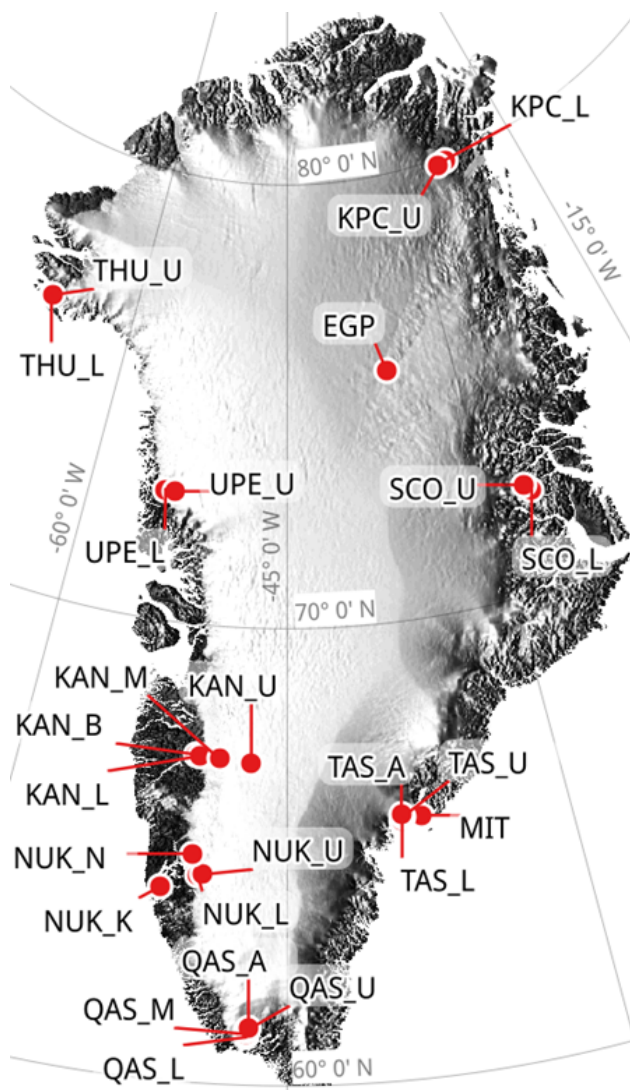 KPC_L
80° 0' N
KPC_U
-15° 0' W
THU_U
EGP
THU_L
UPE_U
SCO_U
-60° 0' W
UPE_L
-45° 0' W
SCO_L
70° 0' N
KAN_M
KAN_U
KAN_B
TAS_A
TAS_U
KAN_L
MIT
NUK_N
NUK_U
TAS_L
NUK_K
NUK_L
QAS_A
QAS_U
QAS_M
QAS_L
60° 0' N